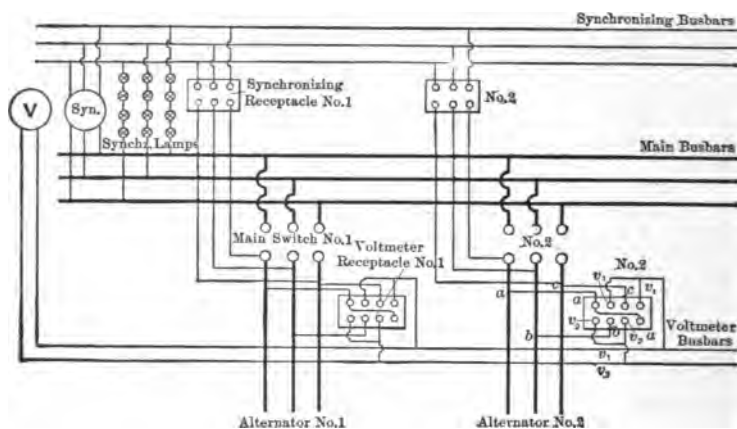 Synchronizing Busbars
V
Syn.
Synchronizing
Receptacle No.1
No.2
Synchz. Lamps
Main Busbars
Main Switch No.1
Voltmeter
Receptacle No.1
No.2
No.2
v₁
a
c
a
c
v₁
v₂
b
b
v₂
a
v₁
v₂
Voltmeter
Busbars
Alternator No.1
Alternator No.2